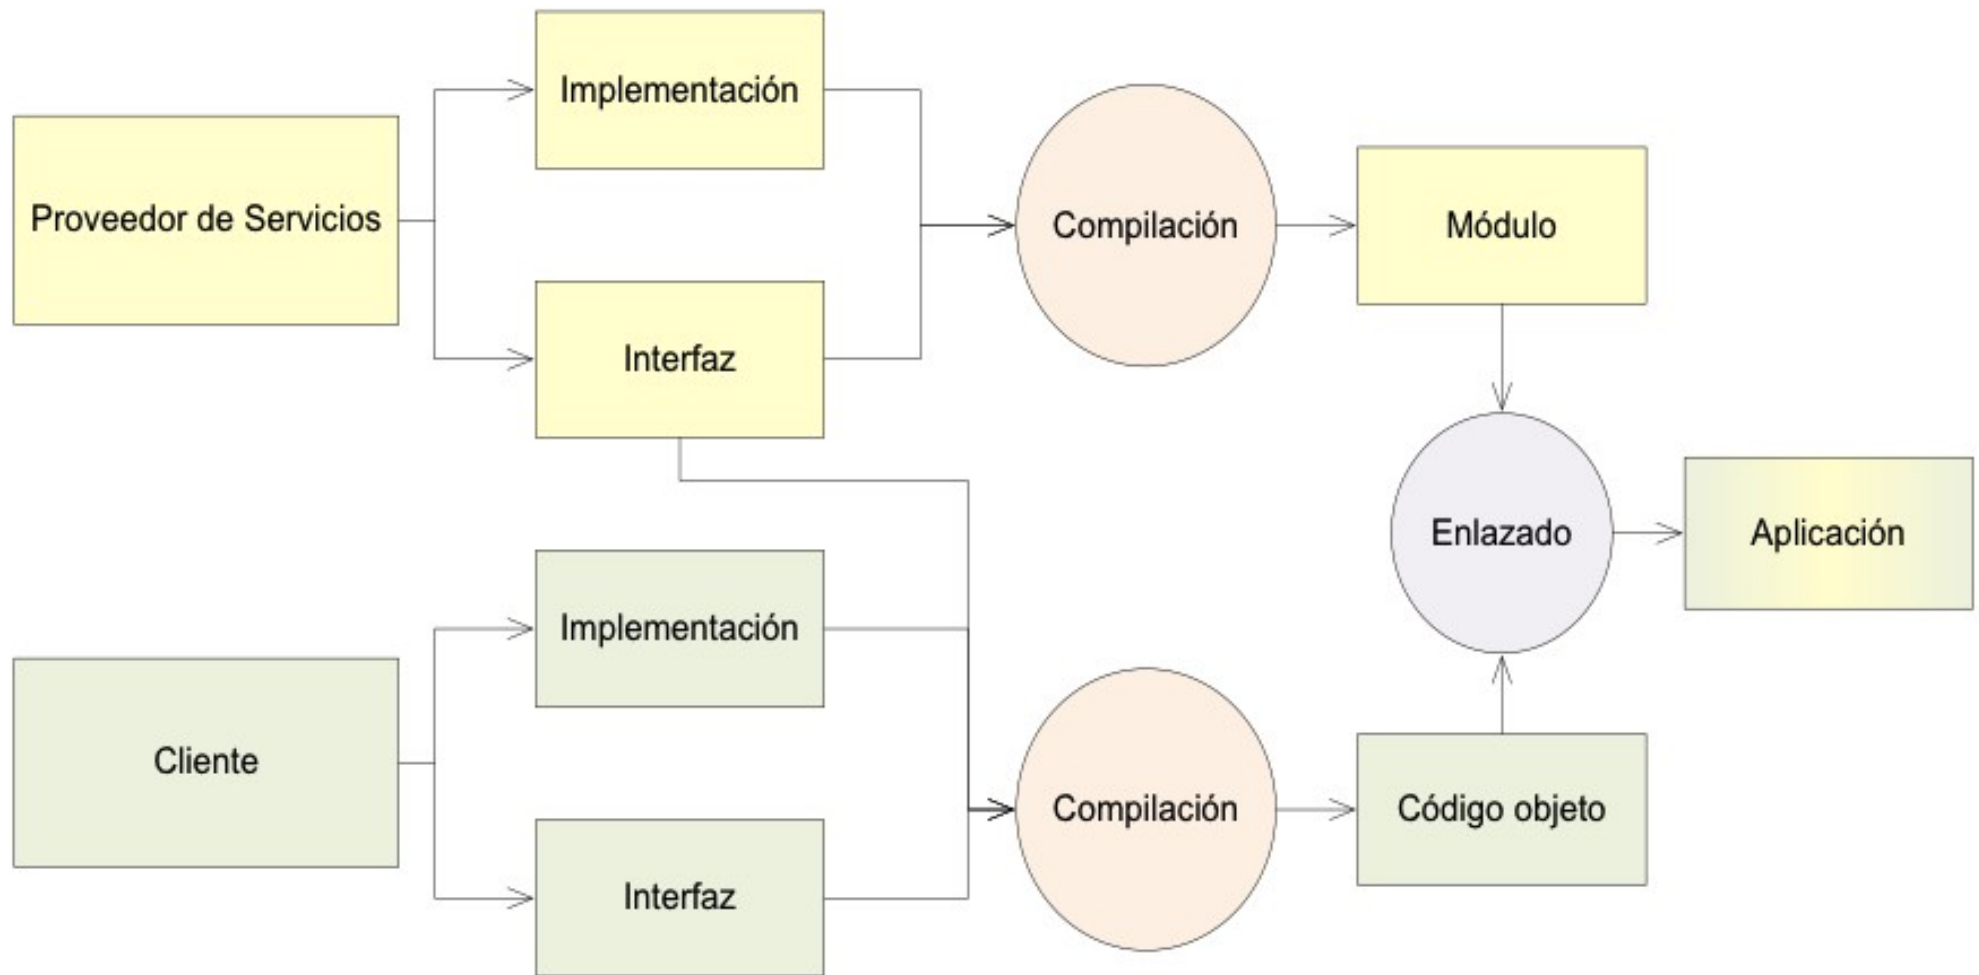 Implementación
Proveedor de Servicios
Compilación
Módulo
Interfaz
Enlazado
Aplicación
Implementación
Cliente
Compilación
Código objeto
Interfaz